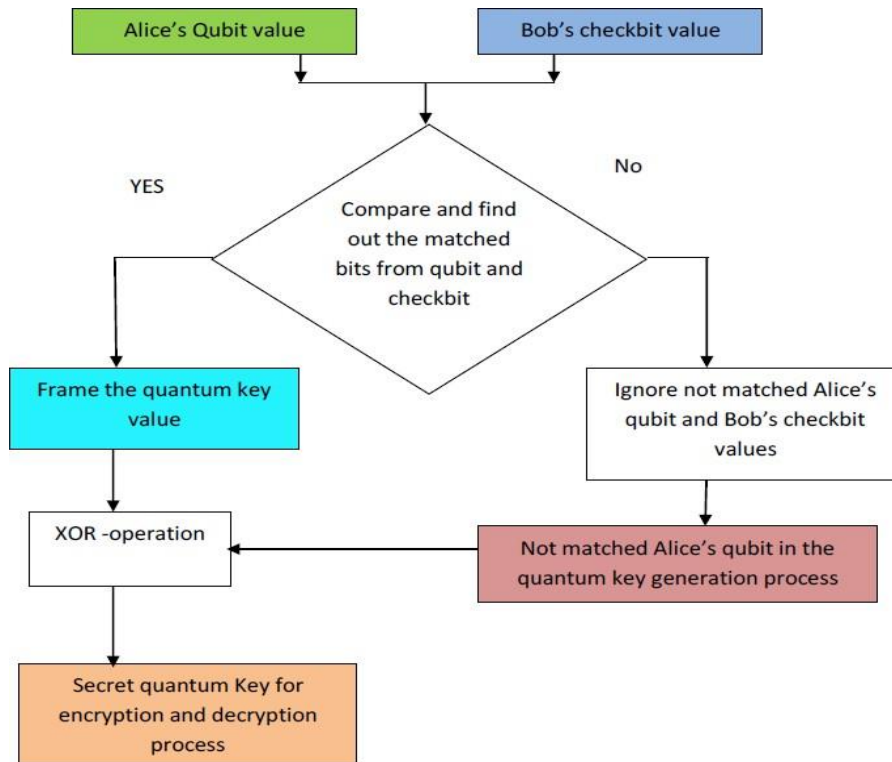 Alice’s Qubit value
Bob’s checkbit value
YES
No
Compare and find
out the matched
bits from qubit and
checkbit
Frame the quantum key
value
Ignore not matched Alice’s
qubit and Bob’s checkbit
values
XOR -operation
Not matched Alice’s qubit in the
quantum key generation process
Secret quantum Key for
encryption and decryption
process